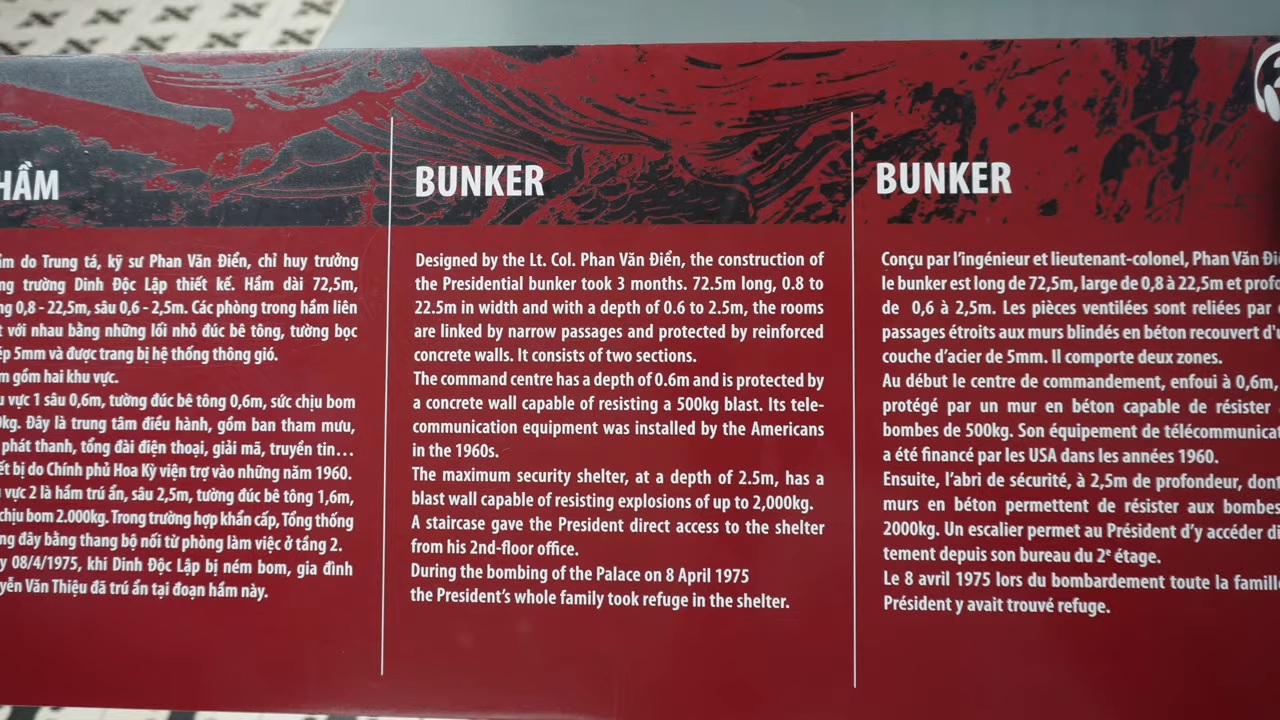 HẦM
do Trung tá, kỹ sư Phan Văn Điển, chỉ huy trưởng
trường Dinh Độc Lập thiết kế. Hầm dài 72,5m,
0,8 - 22,5m, sâu 0,6 - 2,5m. Các phòng trong hầm liên
với nhau bằng những lối nhỏ đúc bê tông, tường bọc
5mm và được trang bị hệ thống thông gió.
gồm hai khu vực.
vực 1 sâu 0,6m, tường đúc bê tông 0,6m, sức chịu bom
Đây là trung tâm điều hành, gồm ban tham mưu,
phát thanh, tổng đài điện thoại, giải mã, truyền tin...
bị do Chính phủ Hoa Kỳ viện trợ vào những năm 1960.
vực 2 là hầm trú ẩn, sâu 2,5m, tường đúc bê tông 1,6m,
chịu bom 2.000kg. Trong trường hợp khẩn cấp, Tổng thống
đây bằng thang bộ nối từ phòng làm việc ở tầng 2.
08/4/1975, khi Dinh Độc Lập bị ném bom, gia đình
Văn Thiệu đã trú ẩn tại đoạn hầm này.
BUNKER
Designed by the Lt. Col. Phan Văn Điển, the construction of
the Presidential bunker took 3 months. 72.5m long, 0.8 to
22.5m in width and with a depth of 0.6 to 2.5m, the rooms
are linked by narrow passages and protected by reinforced
concrete walls. It consists of two sections.
The command centre has a depth of 0.6m and is protected by
a concrete wall capable of resisting a 500kg blast. Its tele-
communication equipment was installed by the Americans
in the 1960s.
The maximum security shelter, at a depth of 2.5m, has a
blast wall capable of resisting explosions of up to 2,000kg.
A staircase gave the President direct access to the shelter
from his 2nd-floor office.
During the bombing of the Palace on 8 April 1975
the President's whole family took refuge in the shelter.
BUNKER
Conçu par l'ingénieur et lieutenant-colonel, Phan Văn
le bunker est long de 72,5m, large de 0,8 à 22,5m et
de 0,6 à 2,5m. Les pièces ventilées sont reliées par
passages étroits aux murs blindés en béton recouvert
couche d'acier de 5mm. Il comporte deux zones.
Au début le centre de commandement, enfoui à 0,6m,
protégé par un mur en béton capable de résister
bombes de 500kg. Son équipement de
a été financé par les USA dans les années 1960.
Ensuite, l'abri de sécurité, à 2,5m de profondeur, dont
murs en béton permettent de résister aux bombes
2000kg. Un escalier permet au Président d'y accéder
tement depuis son bureau du 2e étage.
Le 8 avril 1975 lors du bombardement toute la famille
Président y avait trouvé refuge.